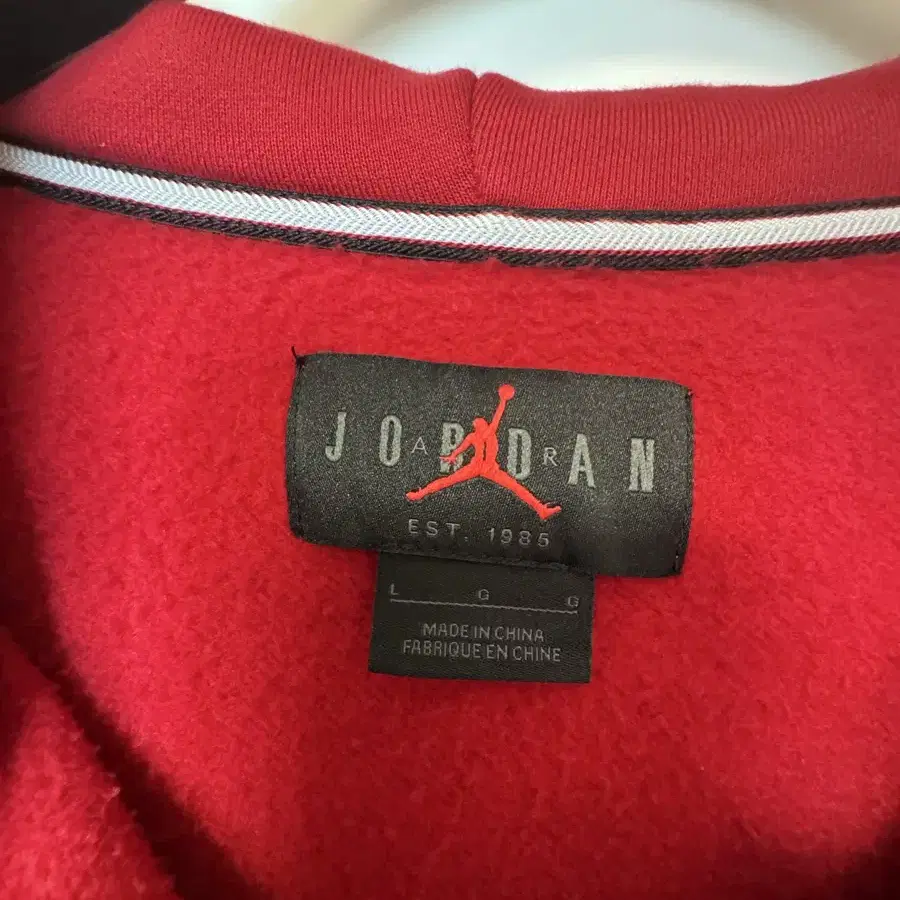 JORDAN
AIR
EST. 1985
L G G
MADE IN CHINA
FABRIQUE EN CHINE